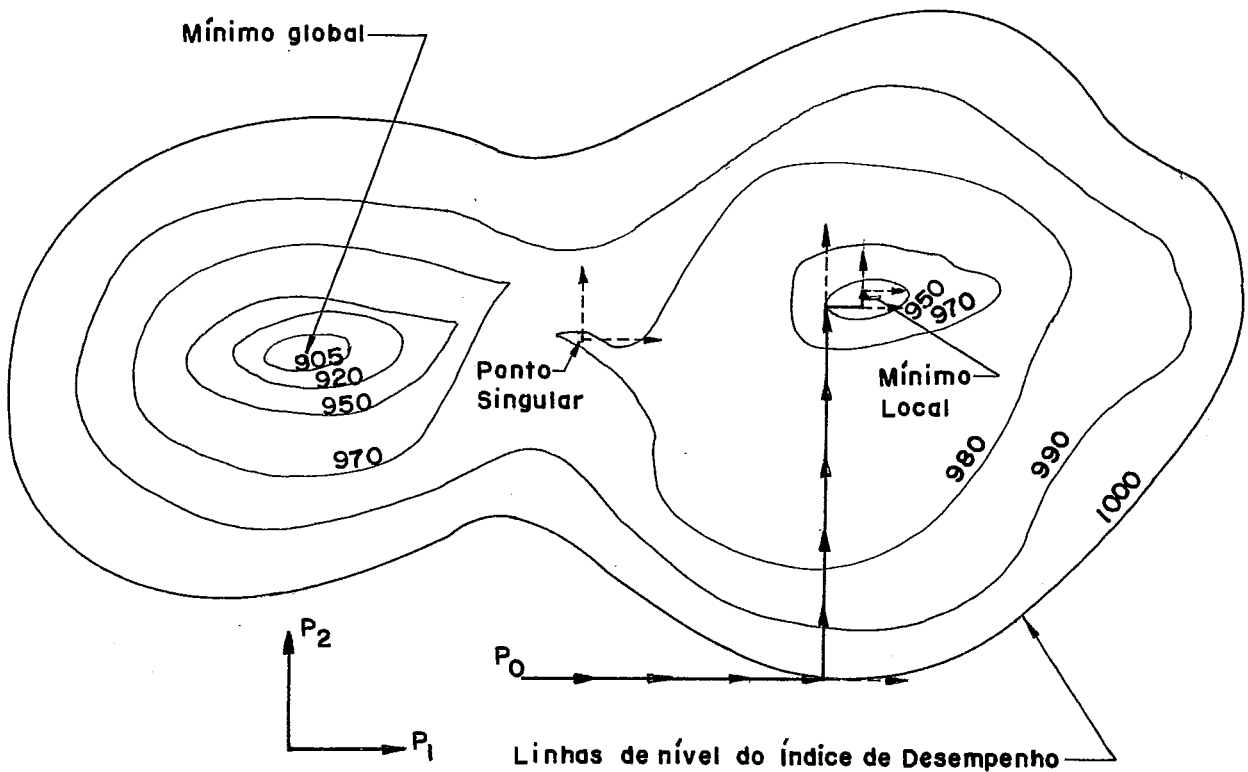 Mínimo global
905
920
950
970
Ponto
Singular
950
970
Mínimo
Local
980
990
1000
P2
P1
P0
Linhas de nível do Índice de Desempenho